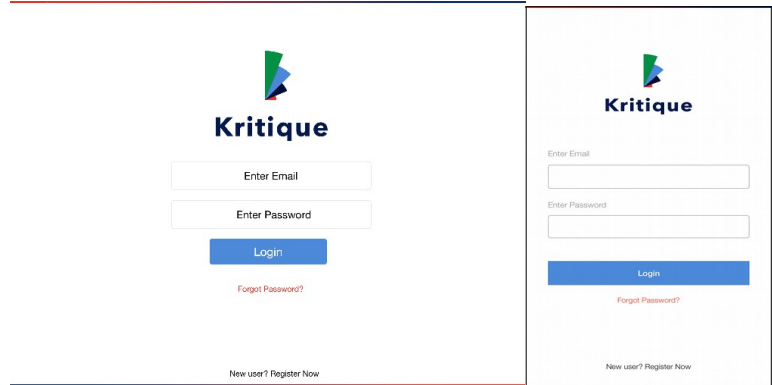 Kritique
Enter Email
Enter Password
Login
Forgot Password?
New user? Register Now
Kritique
Enter Email
Enter Password
Login
Forgot Password?
New user? Register Now